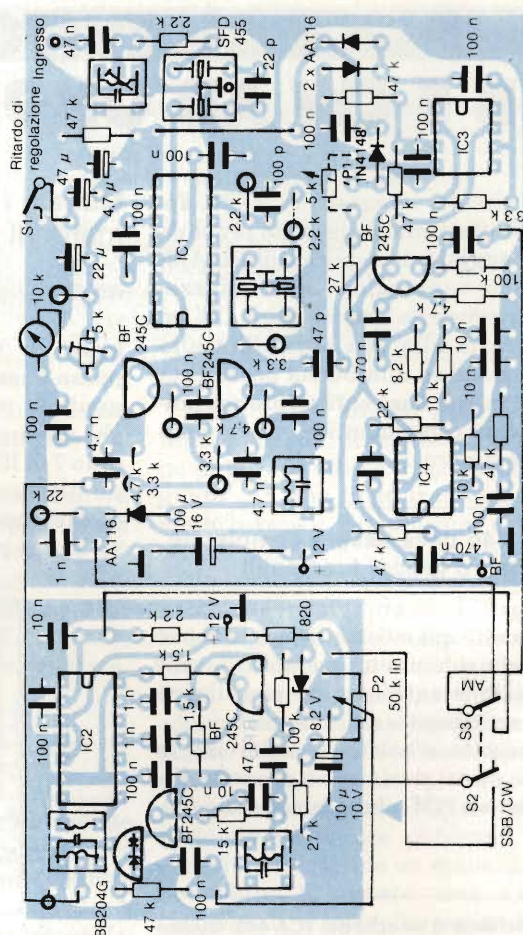 Ritardo di
regolazione
Ingresso
47 n
2.2 k
SFD
455
22 p
2 x AA116
47 k
100 n
S1
47 k
47 µ
4,7 µ
100 n
100 n
100 p
100 n
5 k
P1
1N4148
47 k
100 n
IC3
10 k
22 µ
100 n
IC1
2,2 k
2,2 k
27 k
BF
245C
100 n
3.3 k
100 k
5 k
BF
245C
100 n
BF245C
3.3 k
47 p
470 n
4.7 k
8,2 k
10 k
10 n
10 n
100 n
4.7 n
4.7 k
3,3 k
4.7 k
3.3 k
4.7 n
100 n
22 k
1 n
IC4
10 k
47 k
22 k
1 n
AA116
100 µ
16 V
+ 12 V
47 k
470 n
100 n
BF
10 n
100 n
IC2
2.2 k
+ 12 V
820
1,5 k
1 n
1 n
100 n
1,5 k
BF
245C
100 k
8,2 V
P2
50 k lin
BF245C
10 n
47 p
15 k
27 k
10 µ
10 V
BB204G
47 k
100 n
AM
S3
S2
SSB/CW